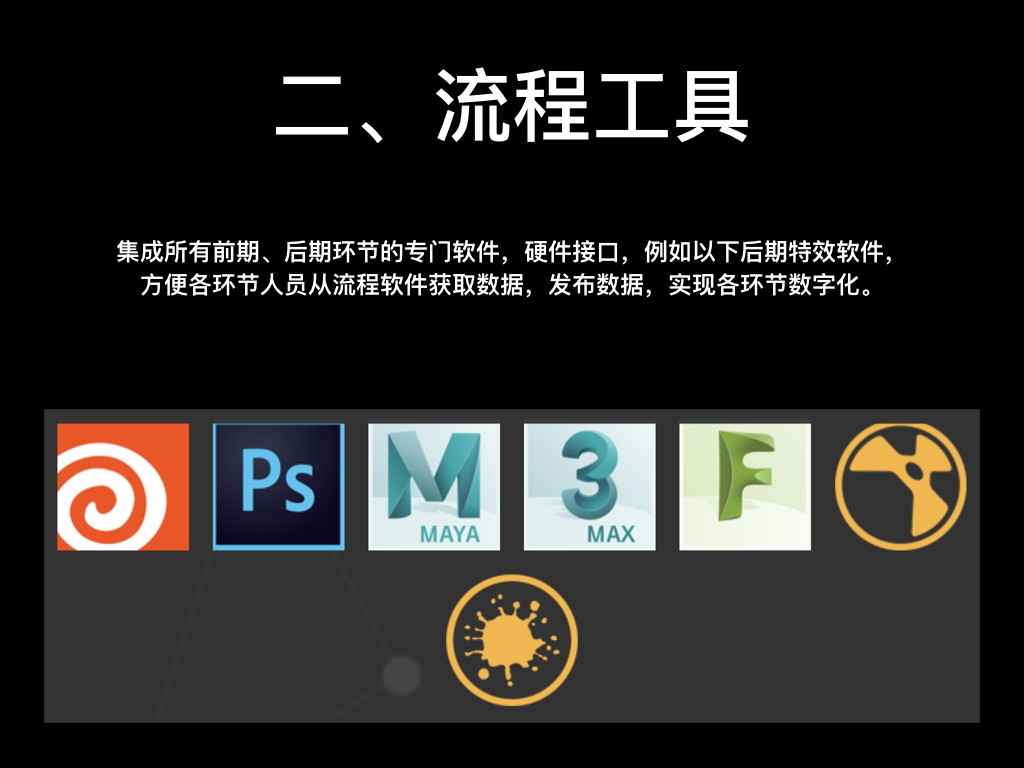 二、流程工具
集成所有前期、后期环节的专门软件，硬件接口，例如以下后期特效软件，
方便各环节人员从流程软件获取数据，发布数据，实现各环节数字化。
Ps
M
MAYA
3
MAX
F